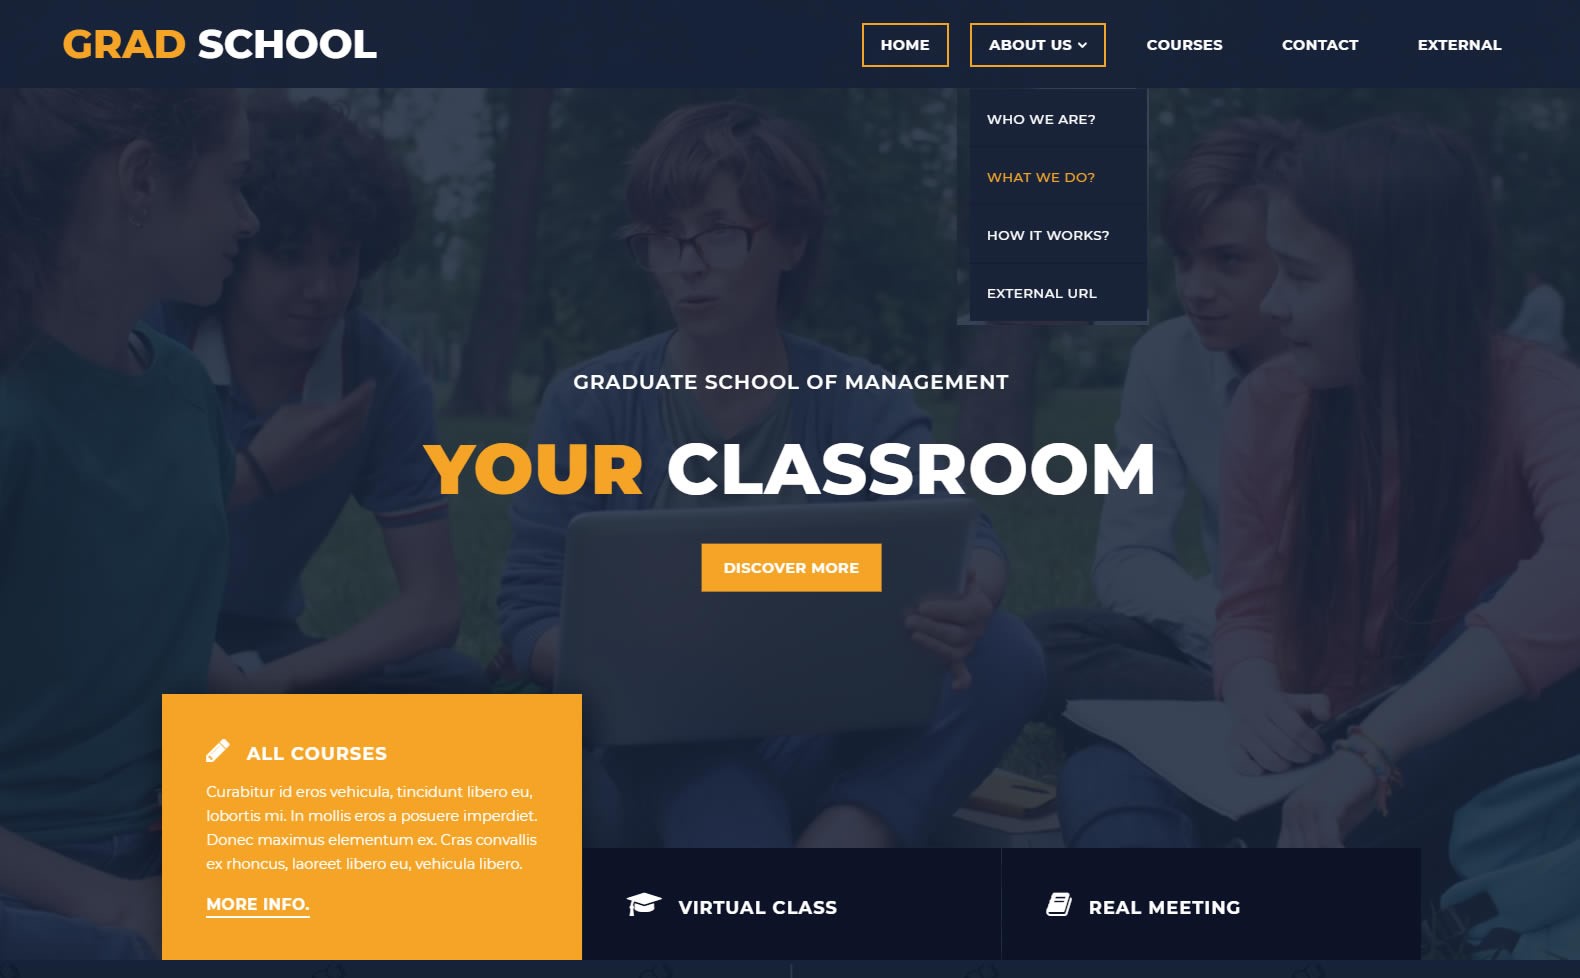 GRAD SCHOOL
HOME
ABOUT US
COURSES
CONTACT
EXTERNAL
WHO WE ARE?
WHAT WE DO?
HOW IT WORKS?
EXTERNAL URL
GRADUATE SCHOOL OF MANAGEMENT
YOUR CLASSROOM
DISCOVER MORE
ALL COURSES
Curabitur id eros vehicula, tincidunt libero eu,
lobortis mi. In mollis eros a posuere imperdiet.
Donec maximus elementum ex. Cras convallis
ex rhoncus, laoreet libero eu, vehicula libero.
MORE INFO.
VIRTUAL CLASS
REAL MEETING